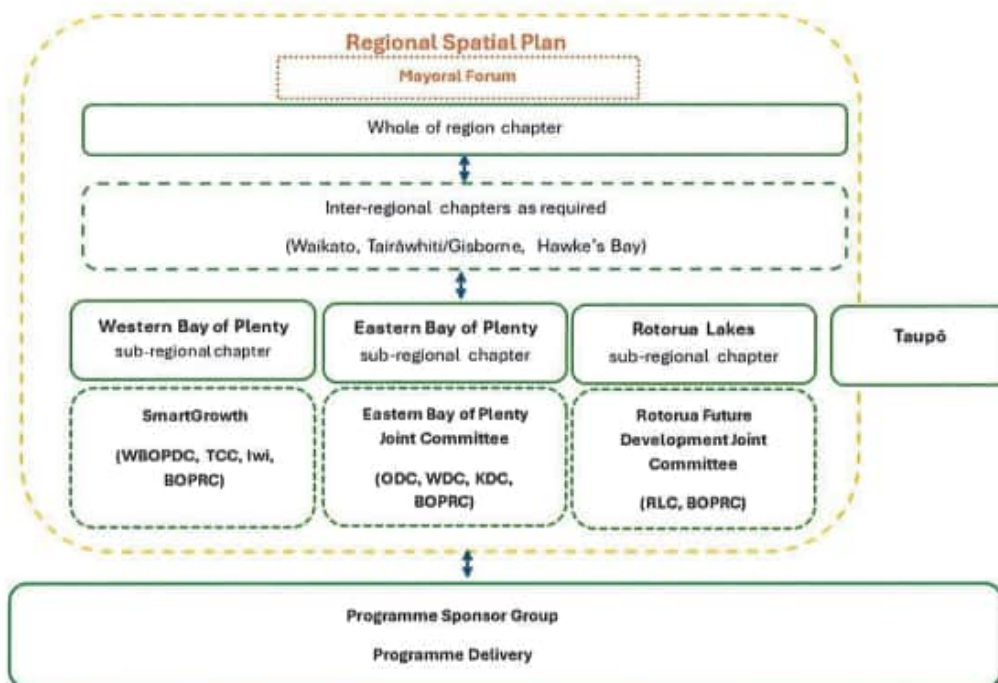 Regional Spatial Plan
Mayoral Forum
Whole of region chapter
Inter-regional chapters as required
(Waikato, Tairāwhiti/Gisborne, Hawke's Bay)
Western Bay of Plenty
sub-regional chapter
Eastern Bay of Plenty
sub-regional chapter
Rotorua Lakes
sub-regional chapter
Taupō
SmartGrowth
(WBOPDC, TCC, Iwi,
BOPRC)
Eastern Bay of Plenty
Joint Committee
(ODC, WDC, KDC,
BOPRC)
Rotorua Future
Development Joint
Committee
(RLC, BOPRC)
Programme Sponsor Group
Programme Delivery